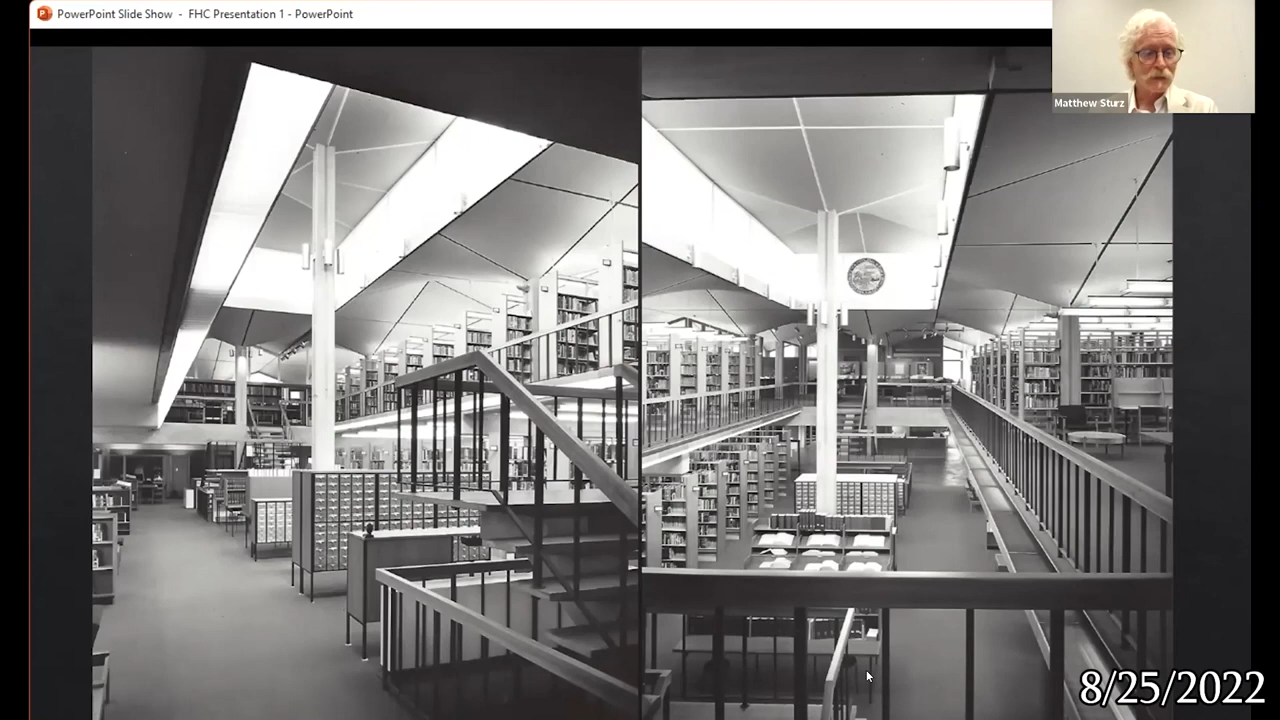 PowerPoint Slide Show - FHC Presentation 1 - PowerPoint
Matthew Sturz
8/25/2022